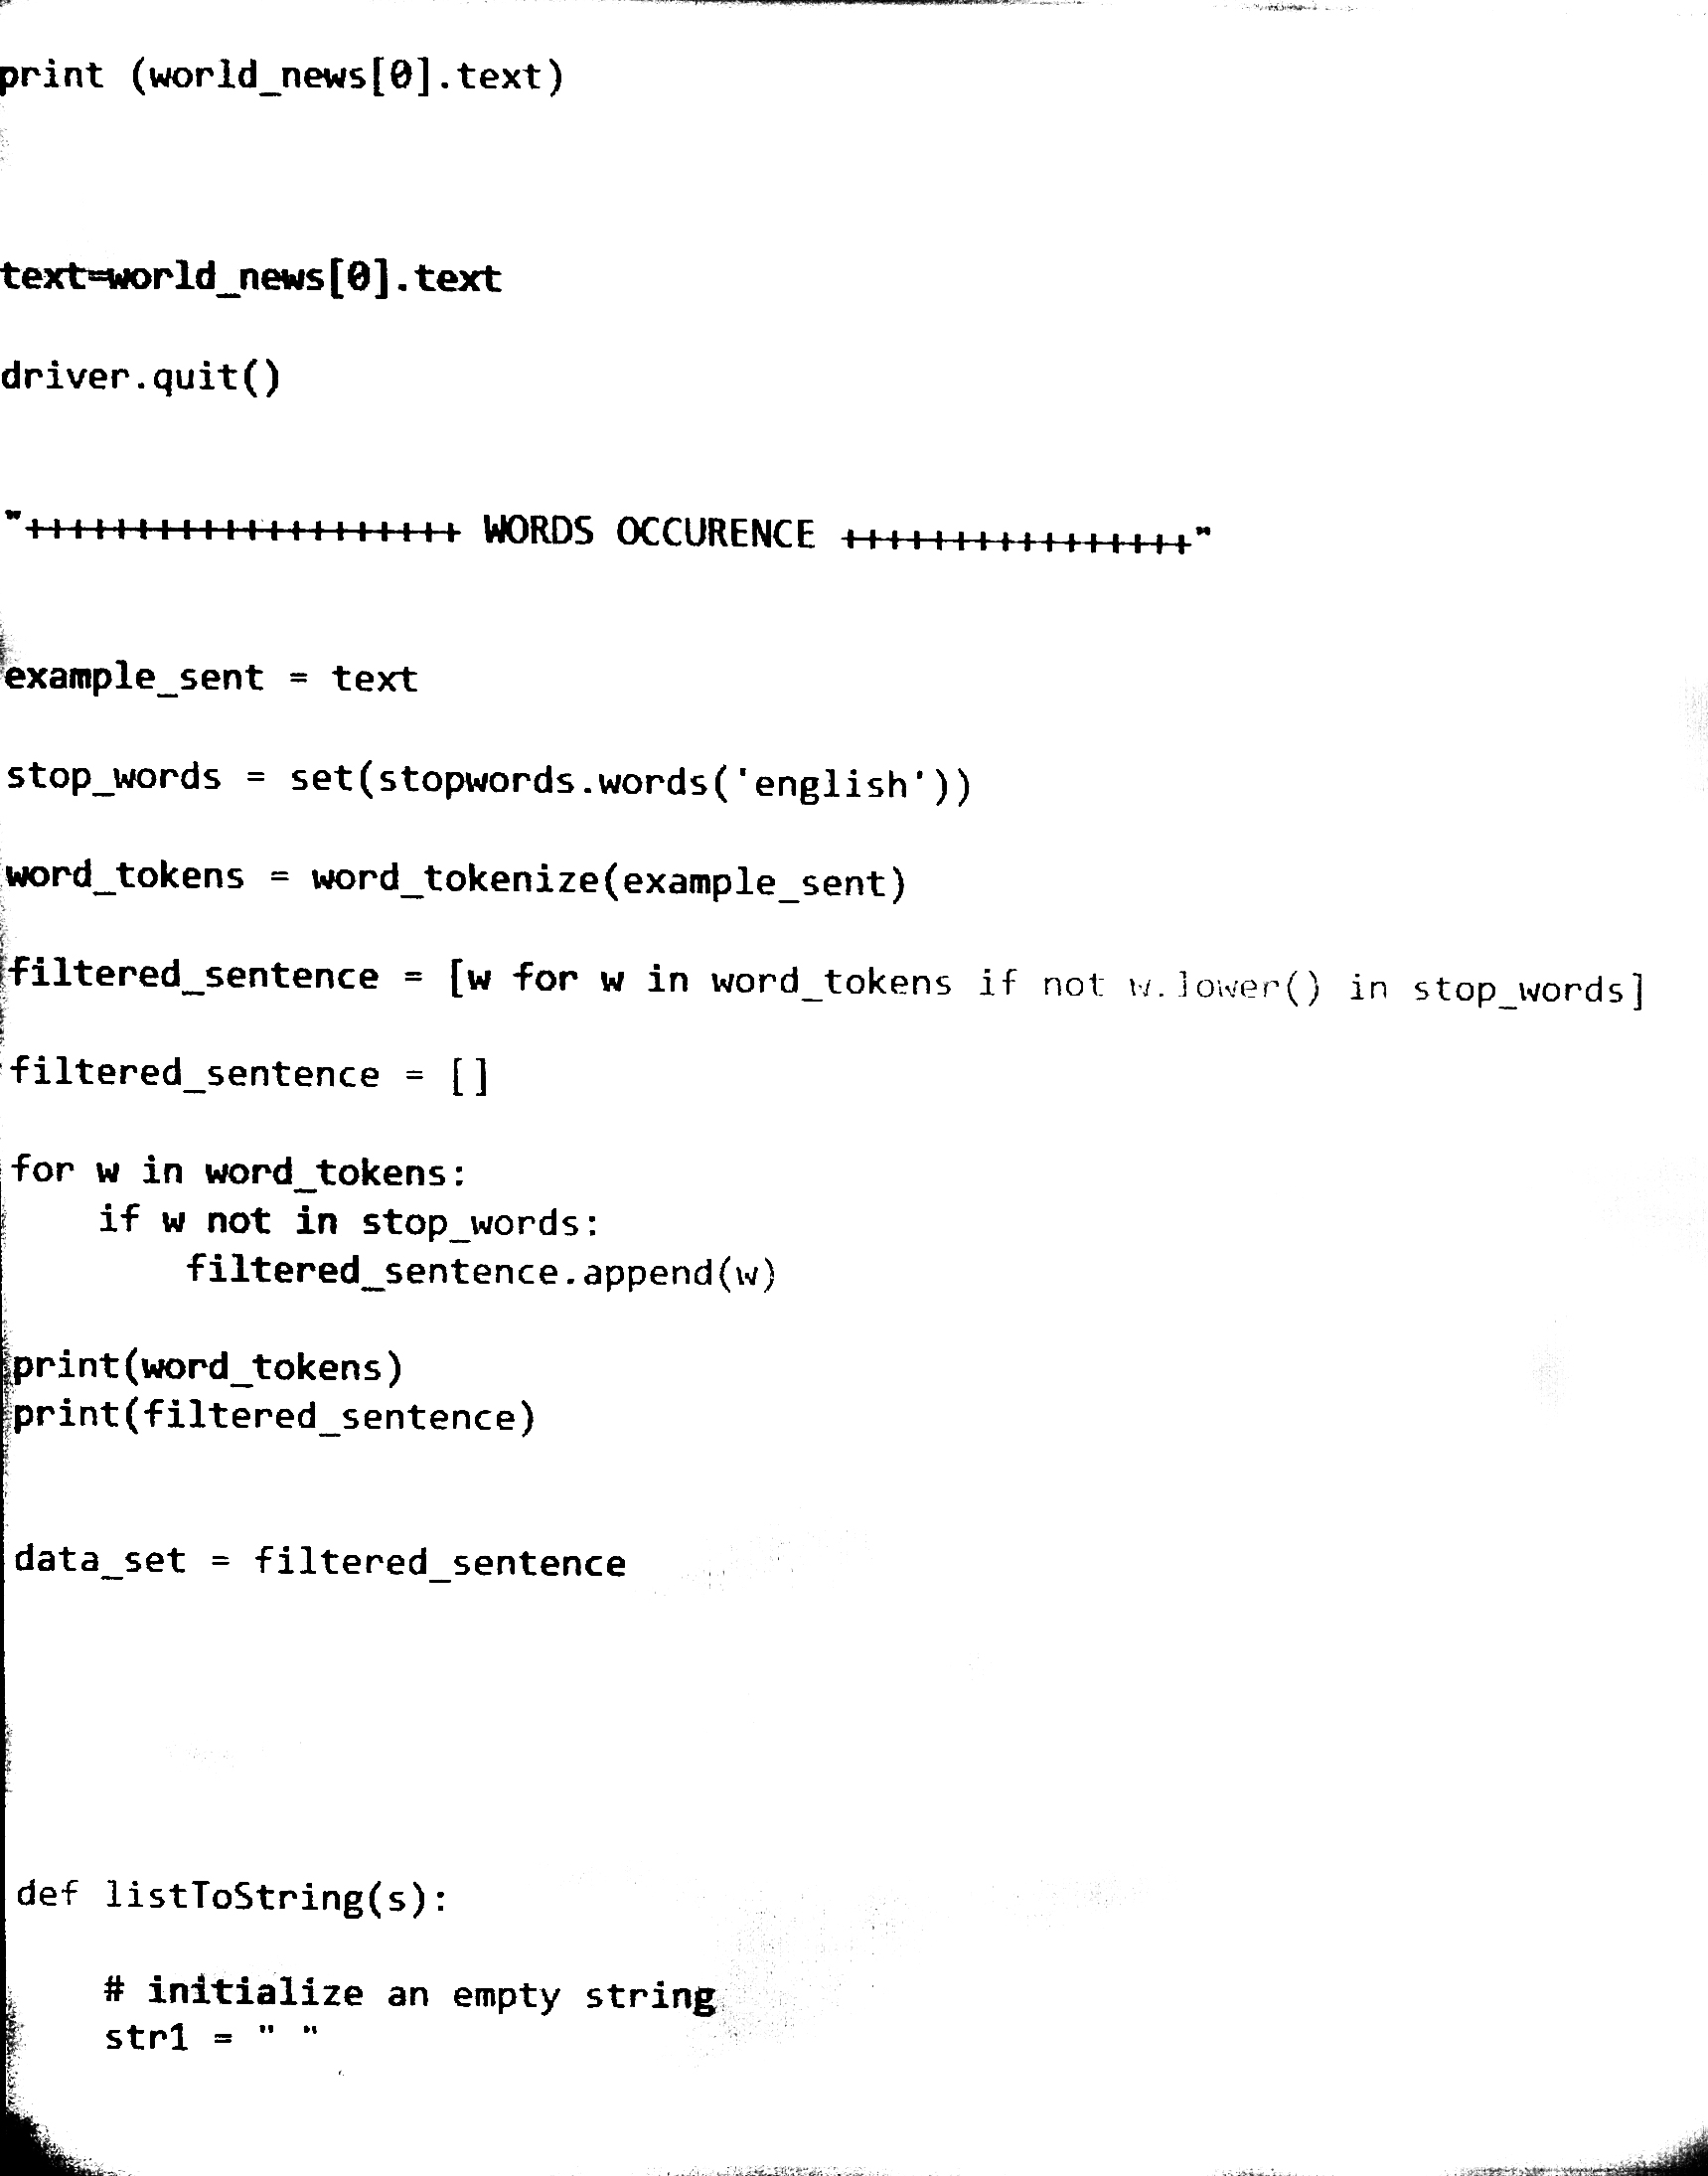 print (world_news[0].text)
text=world_news[0].text
driver.quit()
"++++++++++++++++++++ WORDS OCCURENCE ++++++++++++++++"
example_sent = text
stop_words = set(stopwords.words('english'))
word_tokens = word_tokenize(example_sent)
filtered_sentence = [w for w in word_tokens if not w.lower() in stop_words]
filtered_sentence = []
for w in word_tokens:
    if w not in stop_words:
        filtered_sentence.append(w)
print(word_tokens)
print(filtered_sentence)
data_set = filtered_sentence
def listToString(s):
    # initialize an empty string
    str1 = " "